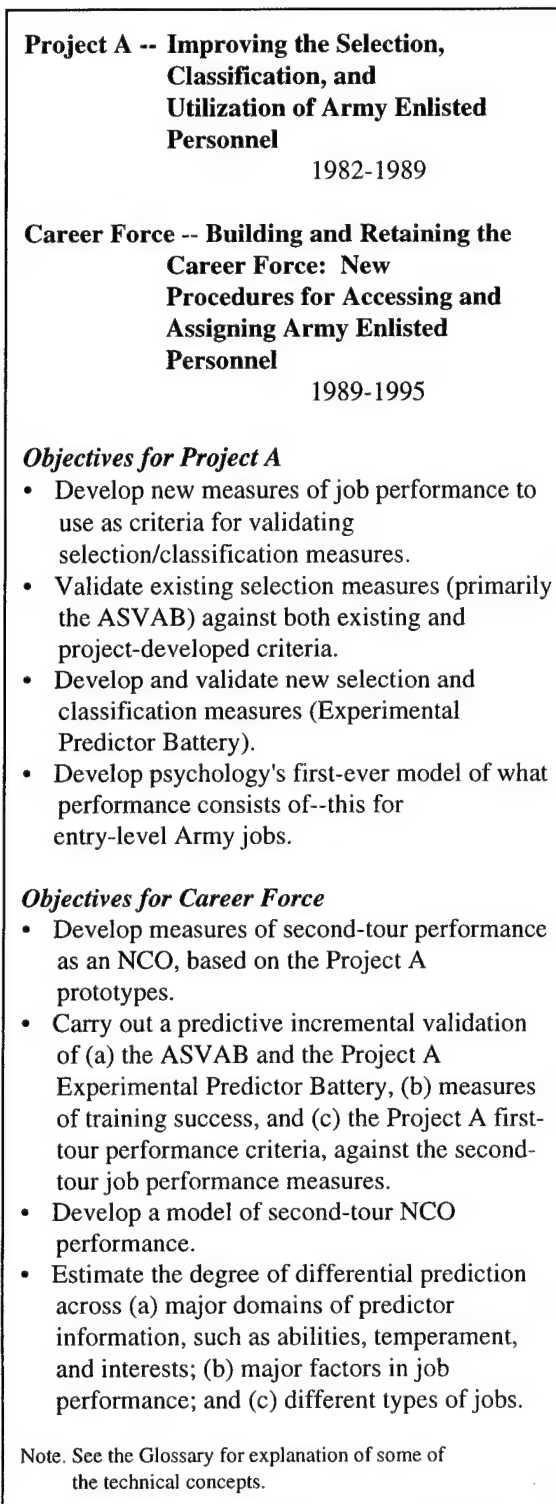 Project A -- Improving the Selection,
Classification, and
Utilization of Army Enlisted
Personnel
1982-1989
Career Force -- Building and Retaining the
Career Force: New
Procedures for Accessing and
Assigning Army Enlisted
Personnel
1989-1995
Objectives for Project A
• Develop new measures of job performance to
use as criteria for validating
selection/classification measures.
• Validate existing selection measures (primarily
the ASVAB) against both existing and
project-developed criteria.
• Develop and validate new selection and
classification measures (Experimental
Predictor Battery).
• Develop psychology's first-ever model of what
performance consists of--this for
entry-level Army jobs.
Objectives for Career Force
• Develop measures of second-tour performance
as an NCO, based on the Project A
prototypes.
• Carry out a predictive incremental validation
of (a) the ASVAB and the Project A
Experimental Predictor Battery, (b) measures
of training success, and (c) the Project A first-
tour performance criteria, against the second-
tour job performance measures.
• Develop a model of second-tour NCO
performance.
• Estimate the degree of differential prediction
across (a) major domains of predictor
information, such as abilities, temperament,
and interests; (b) major factors in job
performance; and (c) different types of jobs.
Note. See the Glossary for explanation of some of
the technical concepts.